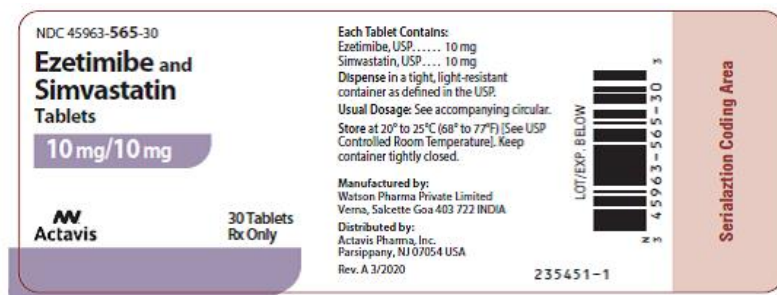 NDC 45963-565-30
Ezetimibe and
Simvastatin
Tablets
10 mg/10 mg
Actavis
30 Tablets
Rx Only
Each Tablet Contains:
Ezetimibe, USP...... 10 mg
Simvastatin, USP.... 10 mg
Dispense in a tight, light-resistant
container as defined in the USP.
Usual Dosage: See accompanying circular.
Store at 20° to 25°C (68° to 77°F) [See USP
Controlled Room Temperature]. Keep
container tightly closed.
Manufactured by:
Watson Pharma Private Limited
Verna, Salcette Goa 403 722 INDIA
Distributed by:
Actavis Pharma, Inc.
Parsippany, NJ 07054 USA
Rev. A 3/2020
235451-1
LOT/EXP. BELOW
N
3 45963-565-30 3
Serialaztion Coding Area